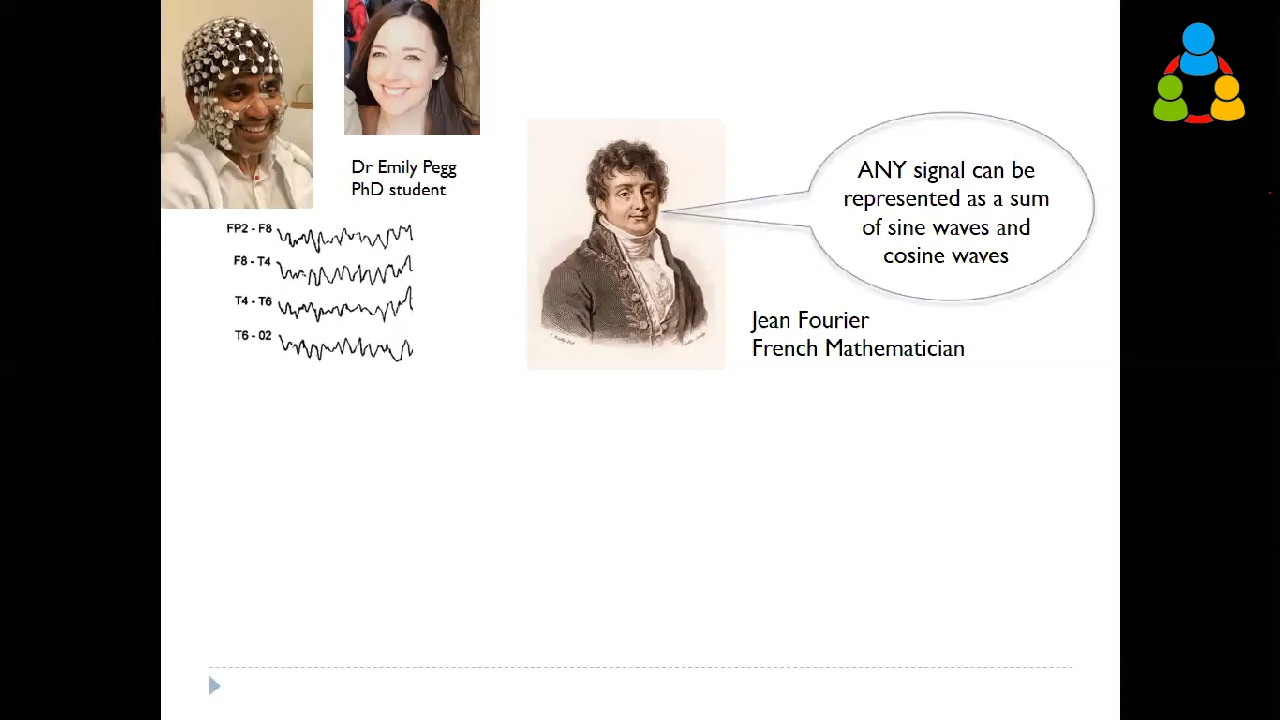 Dr Emily Pegg
PhD student
FP2 - F8
F8 - T4
T4 - T6
T6 - 02
ANY signal can be
represented as a sum
of sine waves and
cosine waves
Jean Fourier
French Mathematician